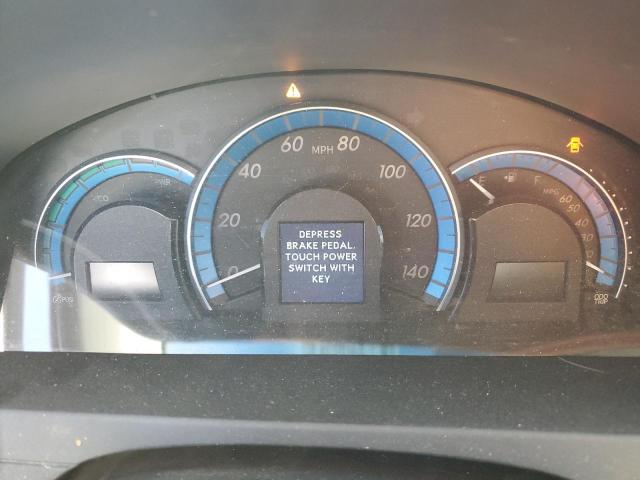 60 MPH 80
40
100
20
120
0
140
ECO
PWR
DEPRESS
BRAKE PEDAL.
TOUCH POWER
SWITCH WITH
KEY
E
F
MPG
60
50
40
ODO
TRIP